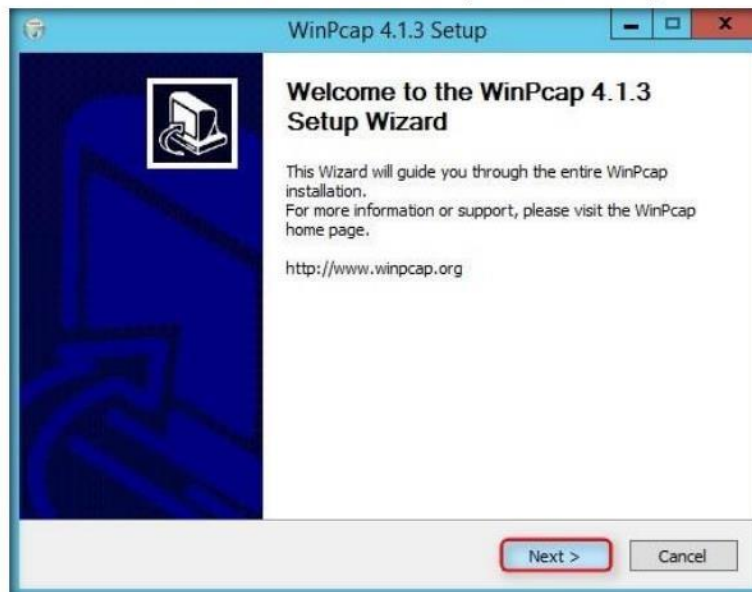 WinPcap 4.1.3 Setup
Welcome to the WinPcap 4.1.3
Setup Wizard
This Wizard will guide you through the entire WinPcap
installation.
For more information or support, please visit the WinPcap
home page.
http://www.winpcap.org
Next >
Cancel